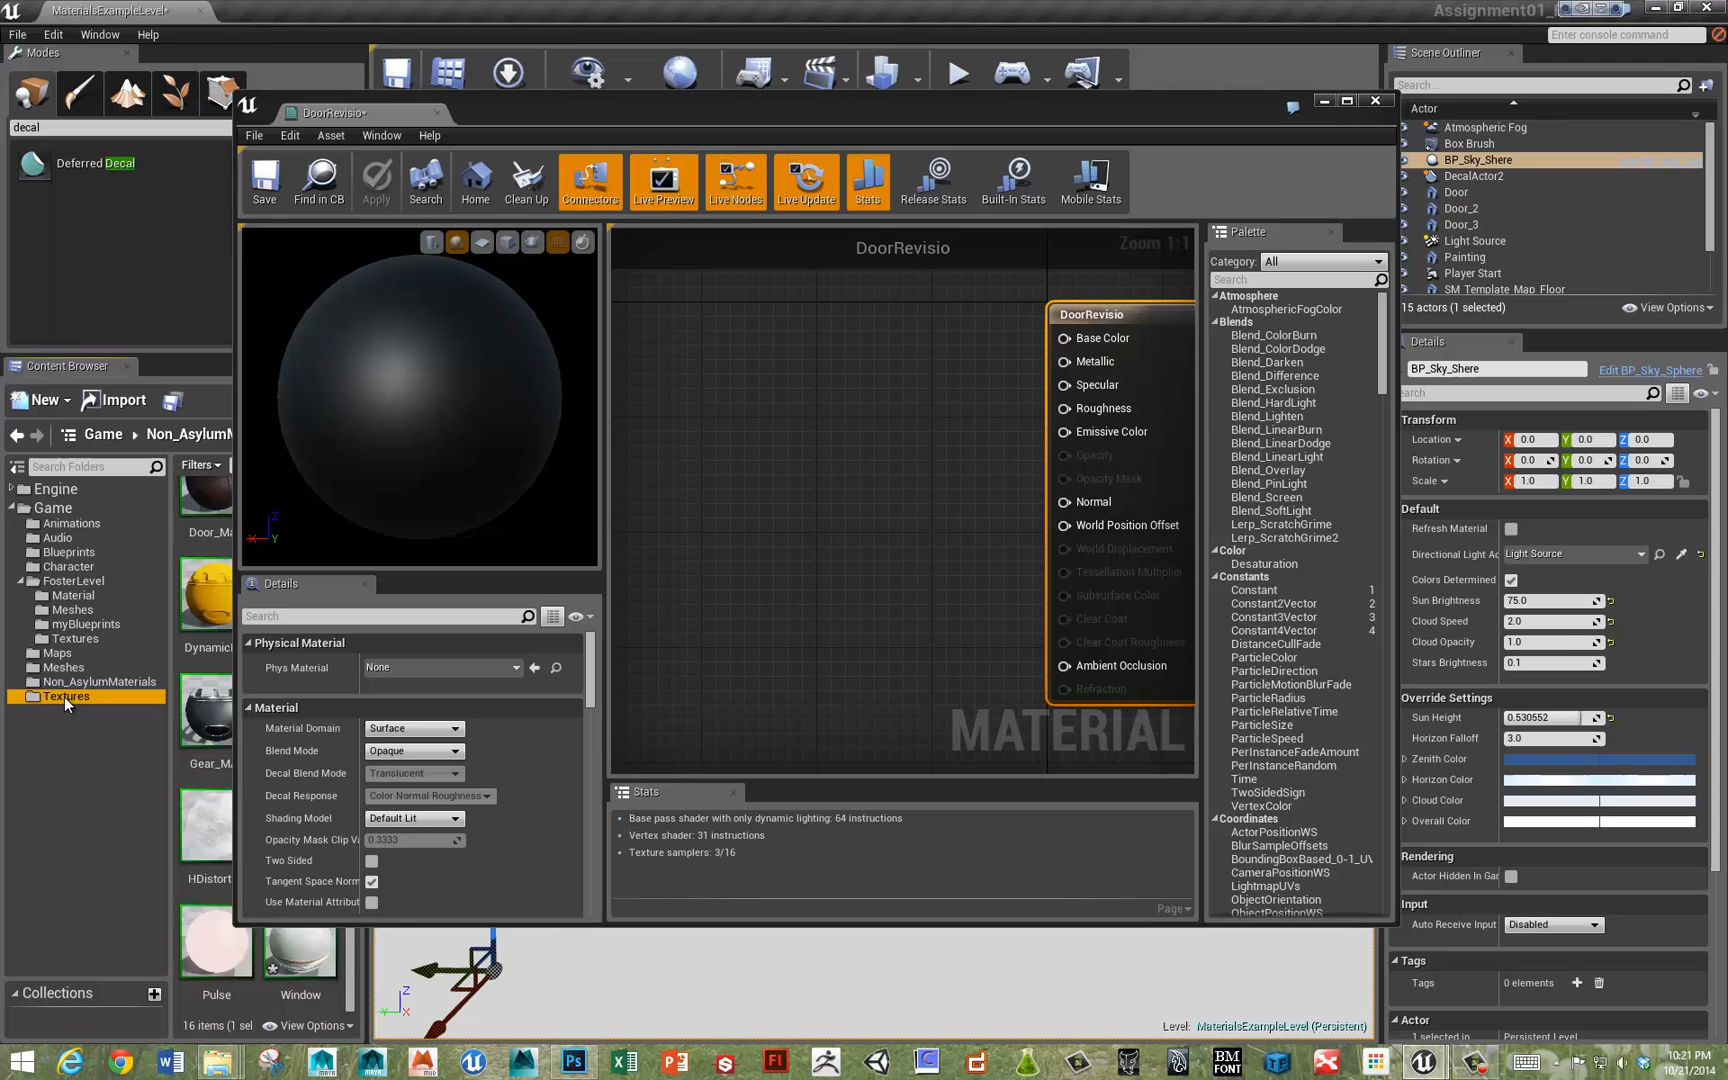 MaterialsExampleLevel*
Assignment01_
File Edit Window Help
Enter console command
Modes
decal
Deferred Decal
DoorRevisio*
File Edit Asset Window Help
Save Find in CB Apply Search Home Clean Up Connectors Live Preview Live Nodes Live Update Stats Release Stats Built-In Stats Mobile Stats
Scene Outliner
Search...
Actor
Atmospheric Fog
Box Brush
BP_Sky_Shere
DecalActor2
Door
Door_2
Door_3
Light Source
Painting
Player Start
SM_Template_Map_Floor
15 actors (1 selected) View Options
Content Browser
New Import
Game Non_AsylumM
Search Folders
Filters
Engine
Game
Animations
Audio
Blueprints
Character
FosterLevel
Material
Meshes
myBlueprints
Textures
Maps
Meshes
Non_AsylumMaterials
Textures
Collections
Door_Ma
Dynamic
Gear_MA
HDistort
Pulse Window
16 items (1 sel View Options
X
Z
Details
Search
Physical Material
Phys Material None
Material
Material Domain Surface
Blend Mode Opaque
Decal Blend Mode Translucent
Decal Response Color Normal Roughness
Shading Model Default Lit
Opacity Mask Clip Va 0.3333
Two Sided
Tangent Space Norm
Use Material Attribut
DoorRevisio
Zoom 1:1
DoorRevisio
Base Color
Metallic
Specular
Roughness
Emissive Color
Opacity
Opacity Mask
Normal
World Position Offset
World Displacement
Tessellation Multiplier
Subsurface Color
Clear Coat
Clear Coat Roughness
Ambient Occlusion
Refraction
MATERIAL
Stats
Base pass shader with only dynamic lighting: 64 instructions
Vertex shader: 31 instructions
Texture samplers: 3/16
Page
Palette
Category: All
Search
Atmosphere
AtmosphericFogColor
Blends
Blend_ColorBurn
Blend_ColorDodge
Blend_Darken
Blend_Difference
Blend_Exclusion
Blend_HardLight
Blend_Lighten
Blend_LinearBurn
Blend_LinearDodge
Blend_LinearLight
Blend_Overlay
Blend_PinLight
Blend_Screen
Blend_SoftLight
Lerp_ScratchGrime
Lerp_ScratchGrime2
Color
Desaturation
Constants
Constant 1
Constant2Vector 2
Constant3Vector 3
Constant4Vector 4
DistanceCullFade
ParticleColor
ParticleDirection
ParticleMotionBlurFade
ParticleRadius
ParticleRelativeTime
ParticleSize
ParticleSpeed
PerInstanceFadeAmount
PerInstanceRandom
Time
TwoSidedSign
VertexColor
Coordinates
ActorPositionWS
BlurSampleOffsets
BoundingBoxBased_0-1_UV
CameraPositionWS
LightmapUVs
ObjectOrientation
ObjectPositionWS
Details
BP_Sky_Shere Edit BP_Sky_Sphere
earch
Transform
Location X 0.0 Y 0.0 Z 0.0
Rotation X 0.0 Y 0.0 Z 0.0
Scale X 1.0 Y 1.0 Z 1.0
Default
Refresh Material
Directional Light Ac Light Source
Colors Determined
Sun Brightness 75.0
Cloud Speed 2.0
Cloud Opacity 1.0
Stars Brightness 0.1
Override Settings
Sun Height 0.530552
Horizon Falloff 3.0
Zenith Color
Horizon Color
Cloud Color
Overall Color
Rendering
Actor Hidden In Gar
Input
Auto Receive Input Disabled
Tags
Tags 0 elements
Actor
1 selected in Persistent Level
Z
Y X
Level: MaterialsExampleLevel (Persistent)
BM FONT
10:21 PM
10/21/2014